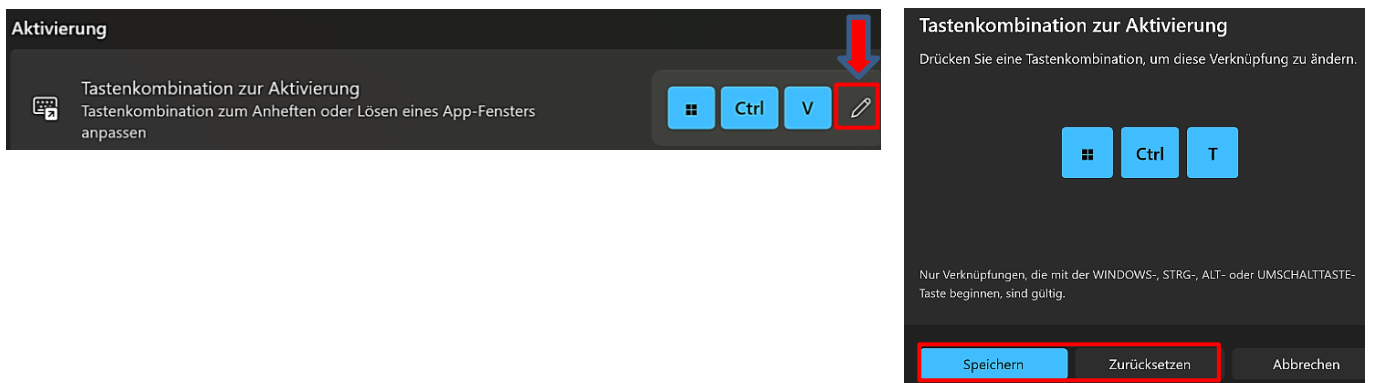 Aktivierung
Tastenkombination zur Aktivierung
Tastenkombination zum Anheften oder Lösen eines App-Fensters
anpassen
Ctrl V
Tastenkombination zur Aktivierung
Drücken Sie eine Tastenkombination, um diese Verknüpfung zu ändern.
Ctrl T
Nur Verknüpfungen, die mit der WINDOWS-, STRG-, ALT- oder UMSCHALTTASTE-
Taste beginnen, sind gültig.
Speichern Zurücksetzen Abbrechen